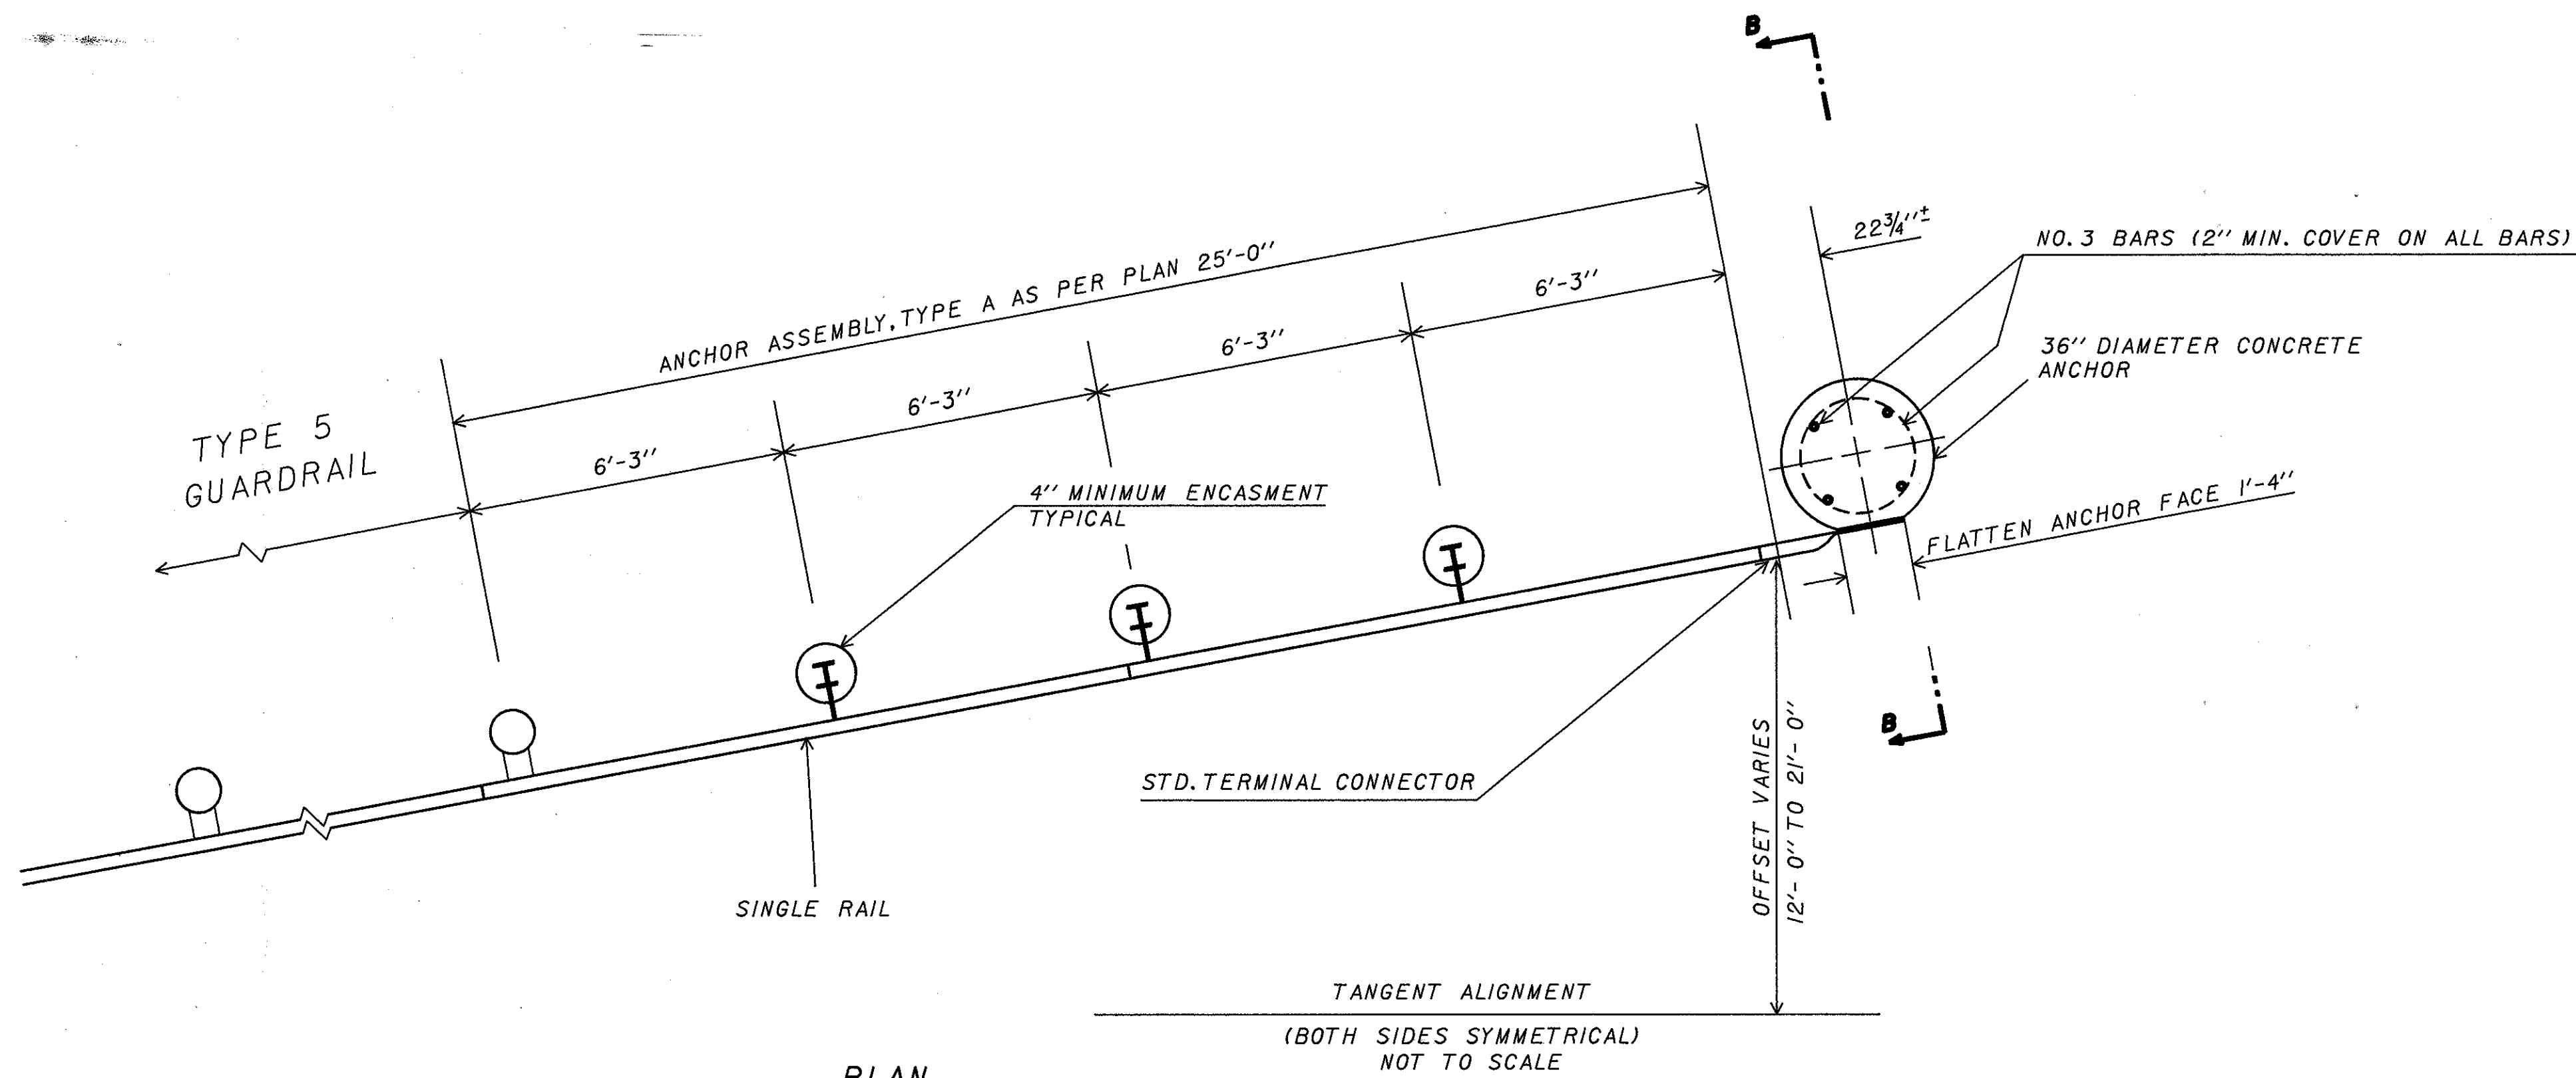 B
22¾''±
NO. 3 BARS (2'' MIN. COVER ON ALL BARS)
ANCHOR ASSEMBLY, TYPE A AS PER PLAN 25'-0''
6'-3''
6'-3''
6'-3''
6'-3''
36'' DIAMETER CONCRETE
ANCHOR
TYPE 5
GUARDRAIL
4'' MINIMUM ENCASMENT
TYPICAL
FLATTEN ANCHOR FACE 1'-4''
B
STD. TERMINAL CONNECTOR
OFFSET VARIES
12'-0'' TO 21'-0''
SINGLE RAIL
TANGENT ALIGNMENT
(BOTH SIDES SYMMETRICAL)
NOT TO SCALE
PLAN